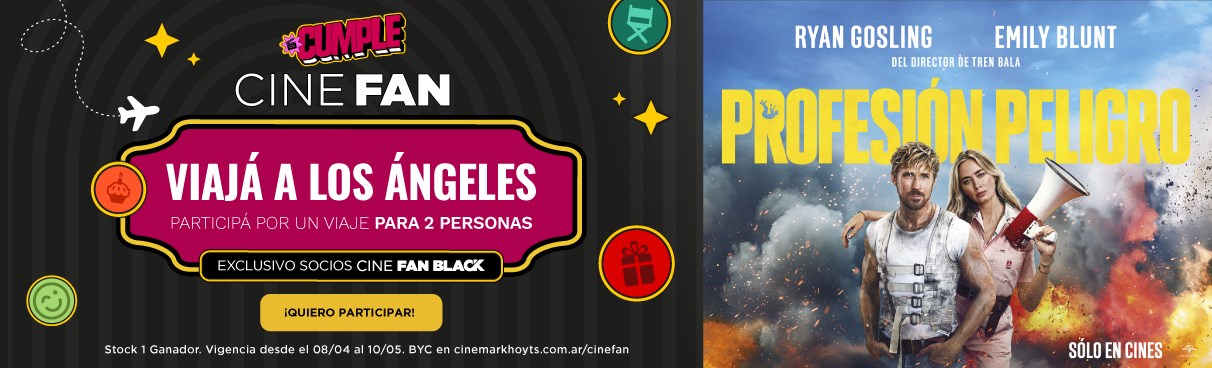 CUMPLE
CINE FAN
VIAJÁ A LOS ÁNGELES
PARTICIPÁ POR UN VIAJE PARA 2 PERSONAS
EXCLUSIVO SOCIOS CINE FAN BLACK
¡QUIERO PARTICIPAR!
Stock 1 Ganador. Vigencia desde el 08/04 al 10/05. BYC en cinemarkhoyts.com.ar/cinefan
RYAN GOSLING EMILY BLUNT
DEL DIRECTOR DE TREN BALA
PROFESIÓN PELIGRO
SÓLO EN CINES